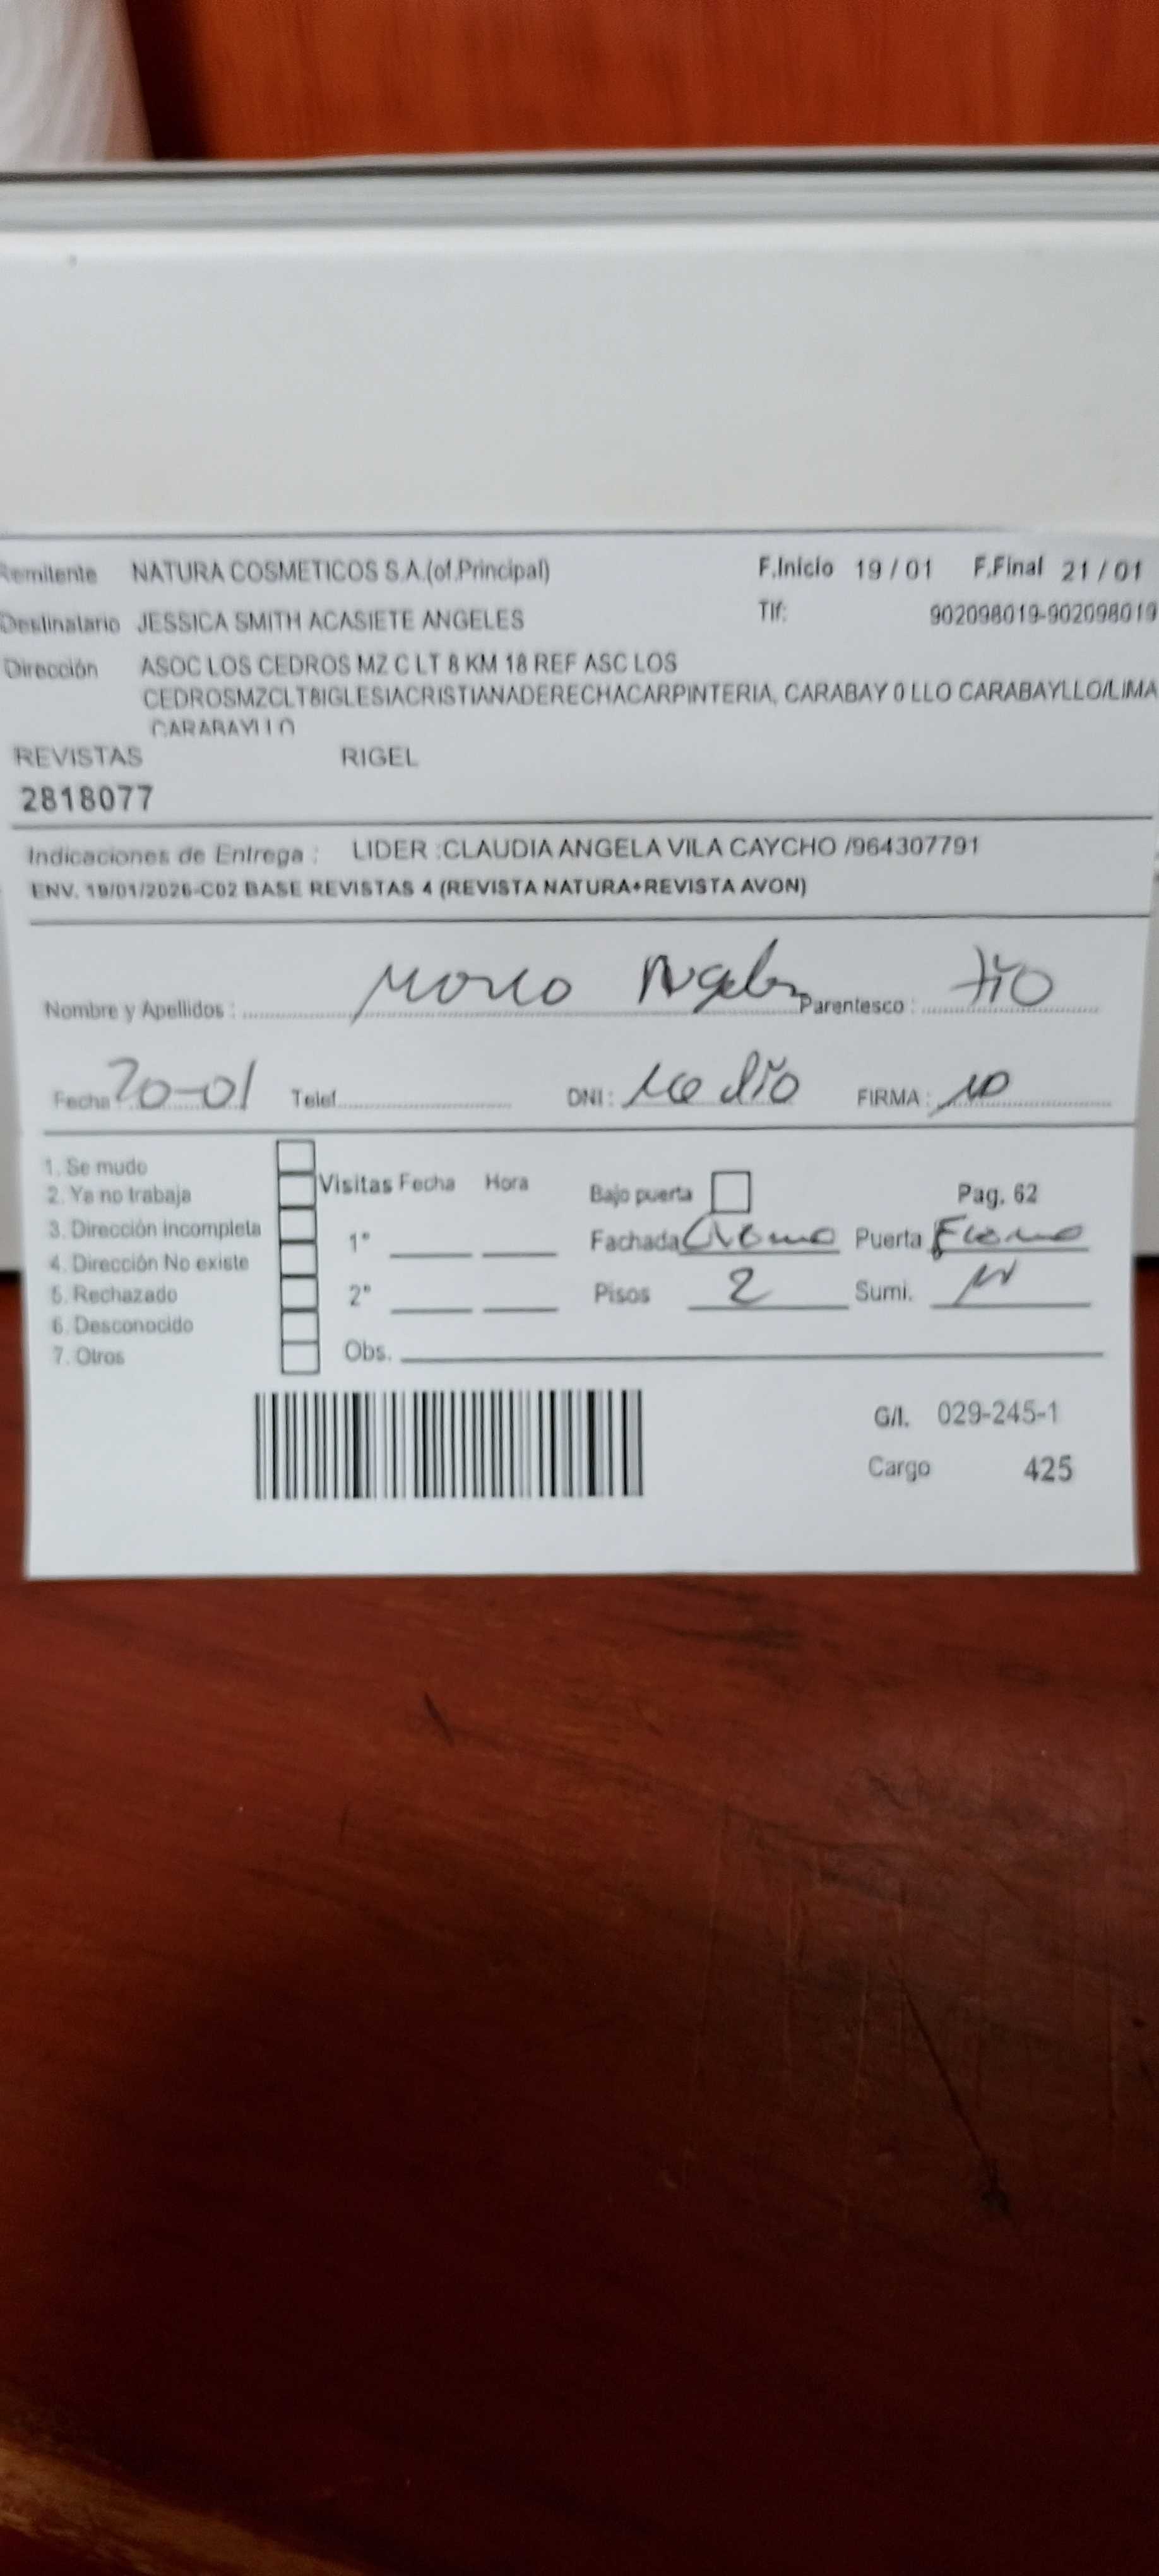 Remitente NATURA COSMETICOS S.A.(of.Principal) F.Inicio 19 / 01 F.Final 21 / 01
Destinatario JESSICA SMITH ACASIETE ANGELES Tlf: 902098019-902098019
Dirección ASOC LOS CEDROS MZ C LT 8 KM 18 REF ASC LOS
CEDROSMZCLT8IGLESIACRISTIANADERECHACARPINTERIA, CARABAY 0 LLO CARABAYLLO/LIMA
CARABAYLLO
REVISTAS RIGEL
2818077
Indicaciones de Entrega : LIDER :CLAUDIA ANGELA VILA CAYCHO /964307791
ENV. 19/01/2026-C02 BASE REVISTAS 4 (REVISTA NATURA+REVISTA AVON)
Nombre y Apellidos : Parentesco : tío
Fecha 20-01 Telef. DNI : FIRMA :
1. Se mudo
2. Ya no trabaja Visitas Fecha Hora Bajo puerta Pag. 62
3. Dirección incompleta 1° Fachada Puerta
4. Dirección No existe
5. Rechazado 2° Pisos 2 Sumi.
6. Desconocido
7. Otros Obs.
G/I. 029-245-1
Cargo 425